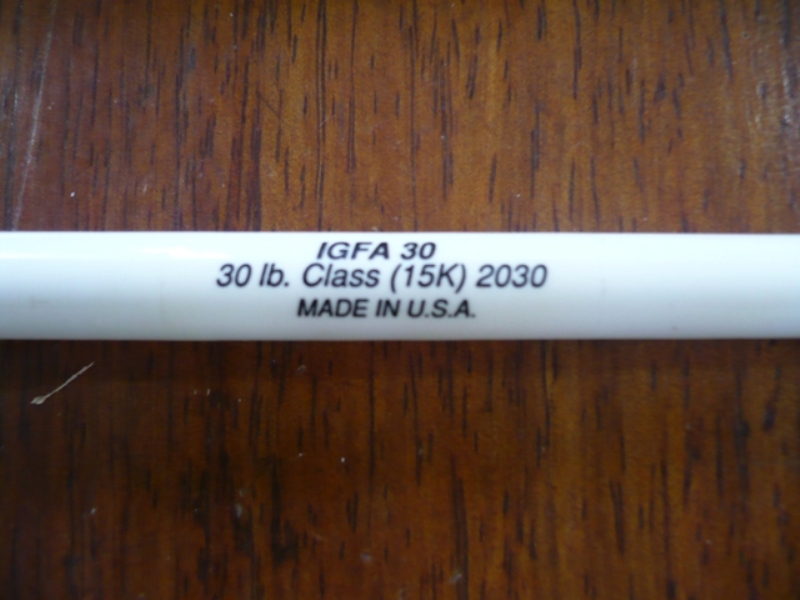 IGFA 30
30 lb. Class (15K) 2030
MADE IN U.S.A.